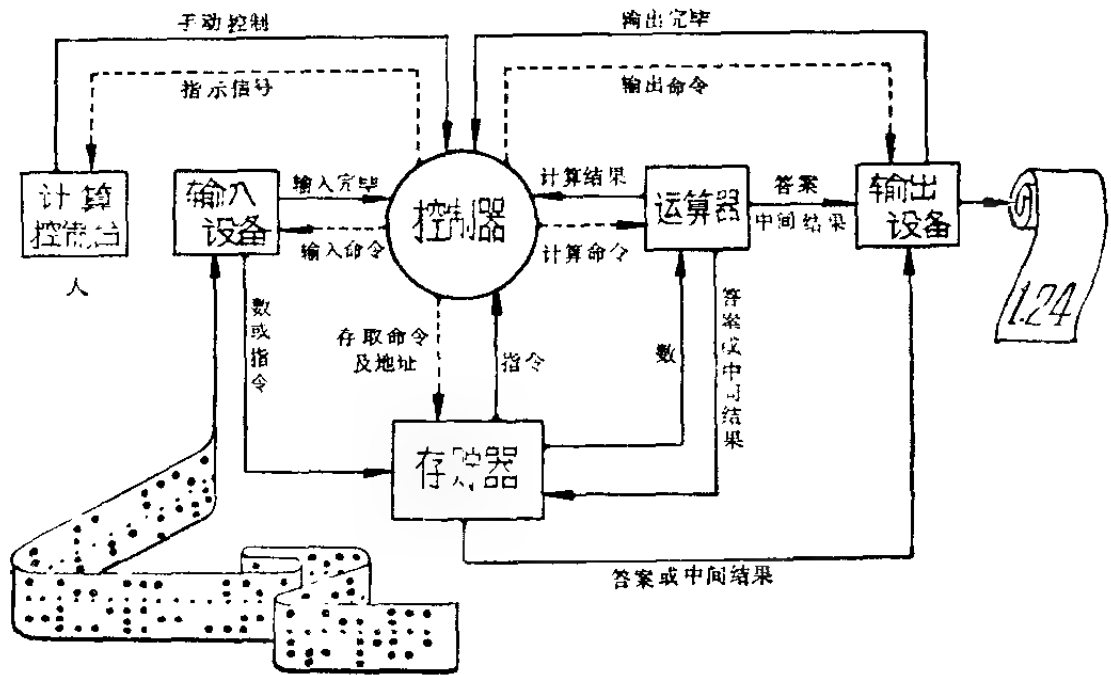 手动控制
输出完毕
指示信号
输出命令
计算
控制台
人
输入
设备
输入完毕
输入命令
控制器
计算结果
计算命令
运算器
答案
中间结果
输出
设备
1.24
数或指令
存取命令
及地址
指令
数
答案或中间结果
存贮器
答案或中间结果